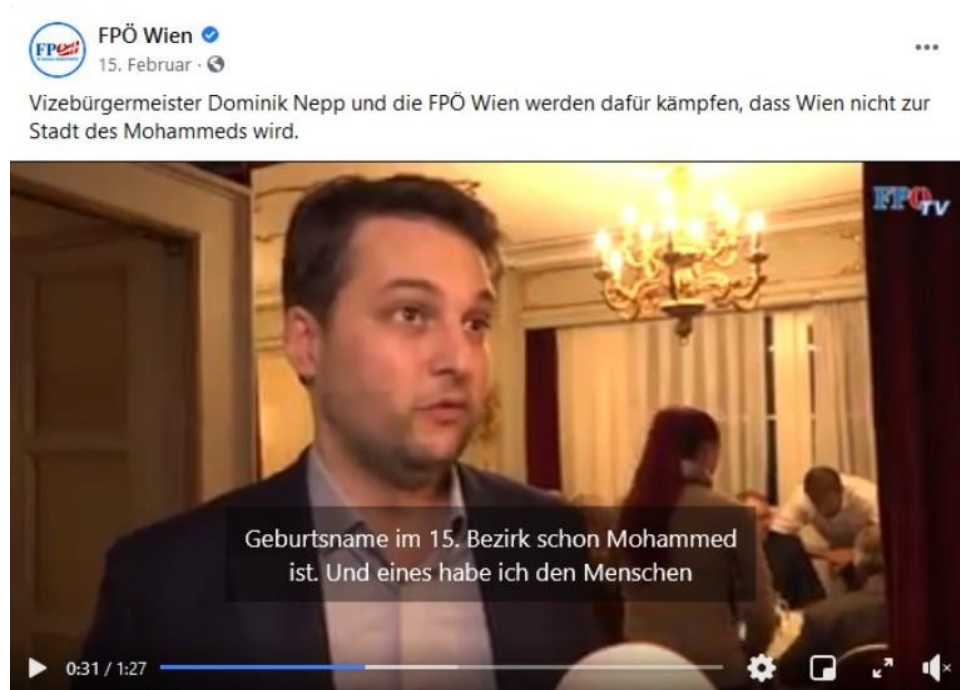 FPÖ
FPÖ Wien
15. Februar ·
Vizebürgermeister Dominik Nepp und die FPÖ Wien werden dafür kämpfen, dass Wien nicht zur
Stadt des Mohammeds wird.
FPÖ TV
Geburtsname im 15. Bezirk schon Mohammed
ist. Und eines habe ich den Menschen
0:31 / 1:27